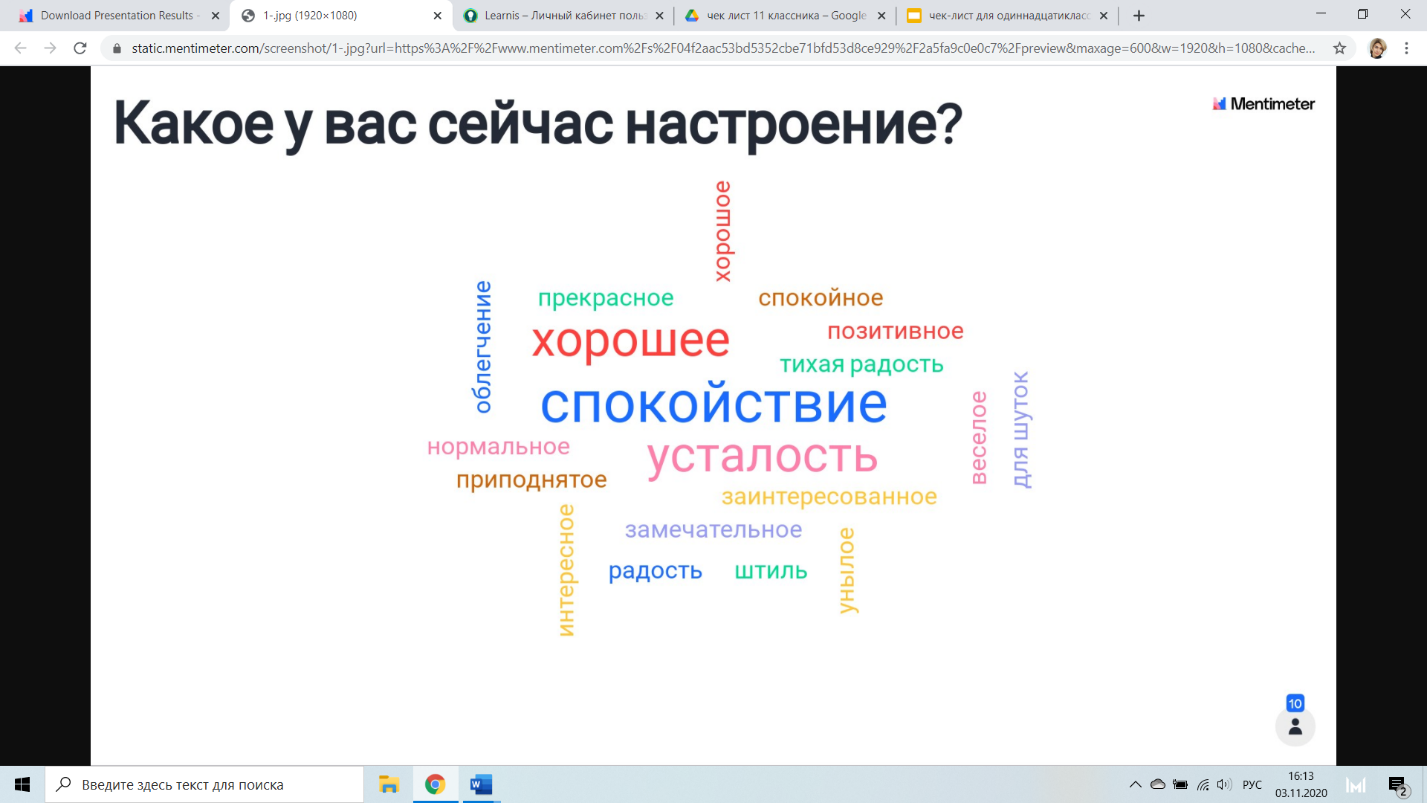 Download Presentation Results -
1-.jpg (1920×1080)
Learnis – Личный кабинет поль
чек лист 11 классника – Google
чек-лист для одиннадцатикласс
static.mentimeter.com/screenshot/1-.jpg?url=https%3A%2F%2Fwww.mentimeter.com%2Fs%2F04f2aac53bd5352cbe71bfd53d8ce929%2F2a5fa9c0e0c7%2Fpreview&maxage=600&w=1920&h=1080&cache...
Какое у вас сейчас настроение?
Mentimeter
хорошое
облегчение
прекрасное
спокойное
хорошее
позитивное
тихая радость
спокойствие
веселое
для шуток
нормальное
усталость
приподнятое
заинтересованное
интересное
замечательное
унылое
радость
штиль
10
Введите здесь текст для поиска
РУС
16:13
03.11.2020
2